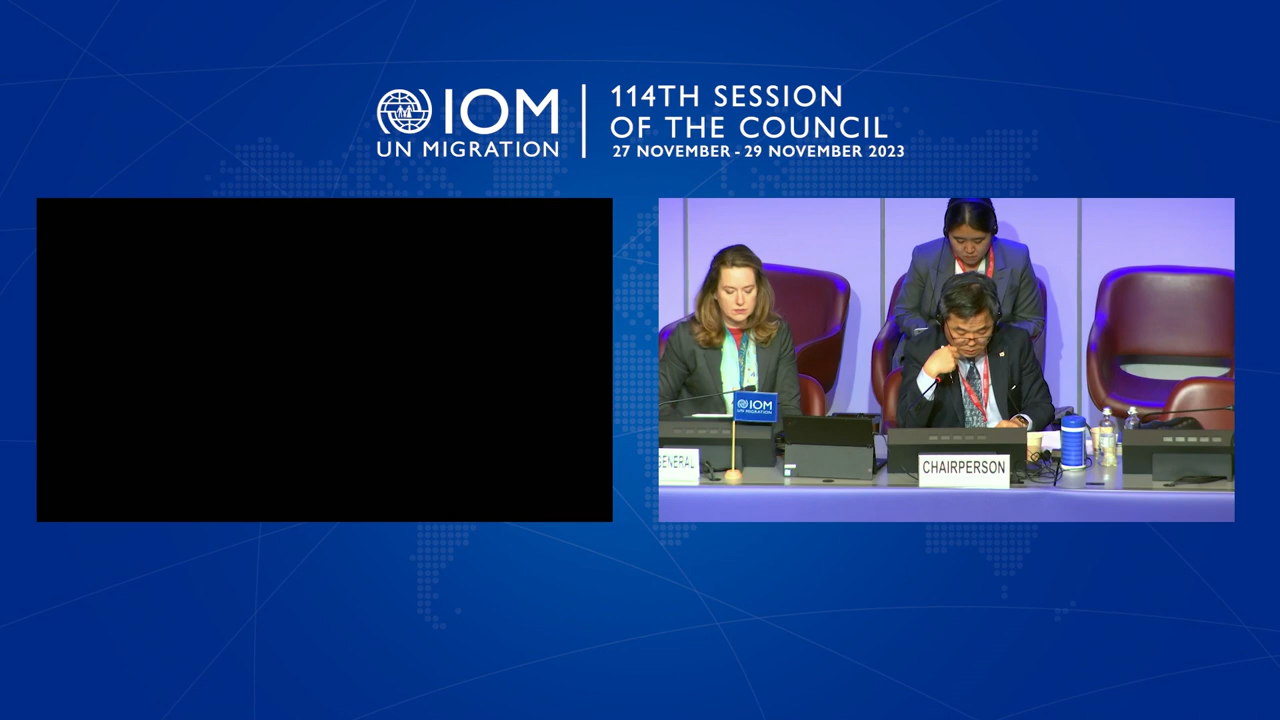 IOM
UN MIGRATION
114TH SESSION
OF THE COUNCIL
27 NOVEMBER - 29 NOVEMBER 2023
IOM
UN MIGRATION
GENERAL
CHAIRPERSON